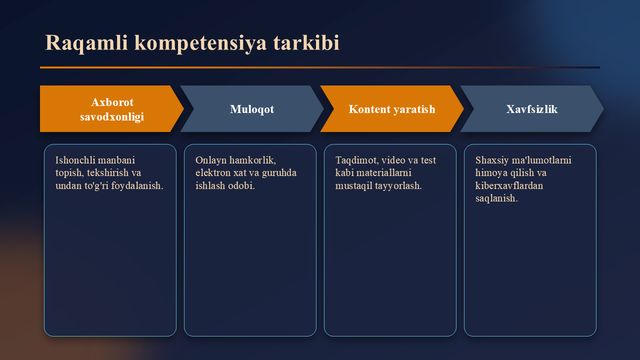 Raqamli kompetensiya tarkibi
Axborot
savodxonligi
Muloqot
Kontent yaratish
Xavfsizlik
Ishonchli manbani
topish, tekshirish va
undan to'g'ri foydalanish.
Onlayn hamkorlik,
elektron xat va guruhda
ishlash odobi.
Taqdimot, video va test
kabi materiallarni
mustaqil tayyorlash.
Shaxsiy ma'lumotlarni
himoya qilish va
kiberxavflardan
saqlanish.